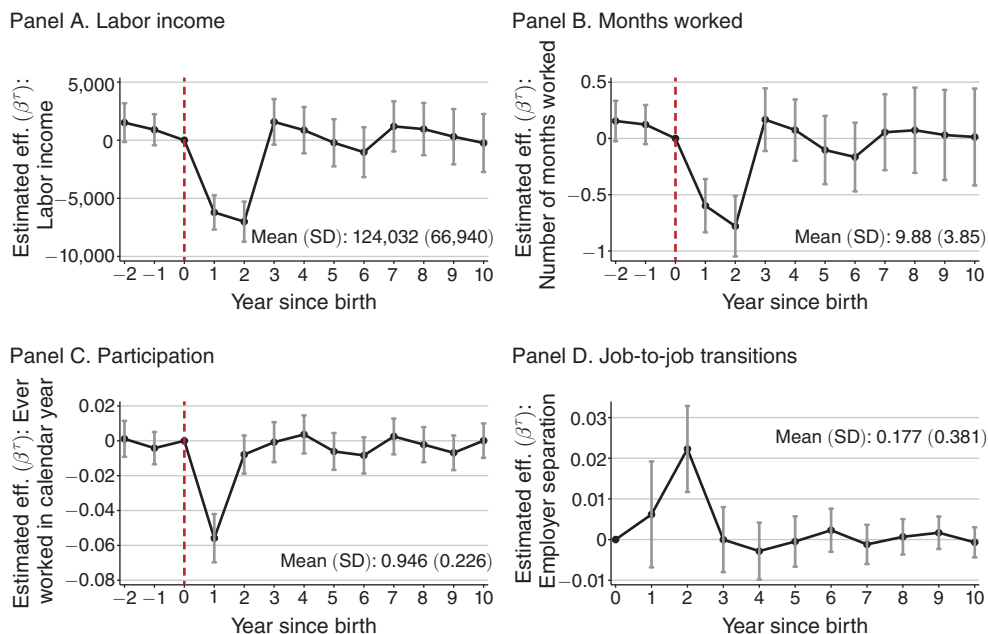 Panel A. Labor income
Estimated eff. (β^τ):
Labor income
5,000
0
−5,000
−10,000
Mean (SD): 124,032 (66,940)
−2 −1 0 1 2 3 4 5 6 7 8 9 10
Year since birth
Panel B. Months worked
Estimated eff. (β^τ):
Number of months worked
0.5
0
−0.5
−1
Mean (SD): 9.88 (3.85)
−2 −1 0 1 2 3 4 5 6 7 8 9 10
Year since birth
Panel C. Participation
Estimated eff. (β^τ): Ever
worked in calendar year
0.02
0
−0.02
−0.04
−0.06
−0.08
Mean (SD): 0.946 (0.226)
−2 −1 0 1 2 3 4 5 6 7 8 9 10
Year since birth
Panel D. Job-to-job transitions
Estimated eff. (β^τ):
Employer separation
0.03
0.02
0.01
0
−0.01
Mean (SD): 0.177 (0.381)
0 1 2 3 4 5 6 7 8 9 10
Year since birth